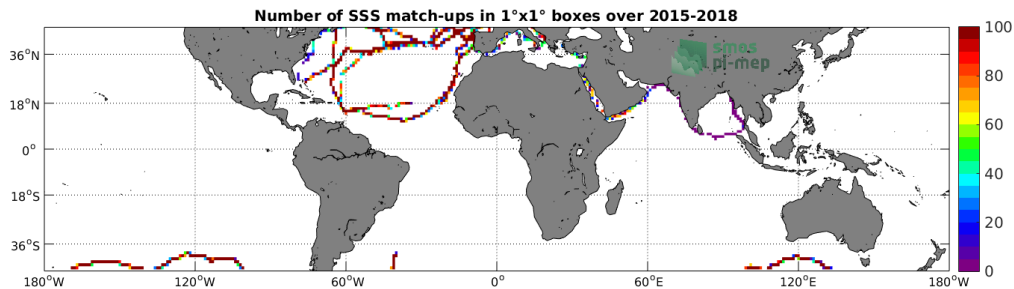 Number of SSS match-ups in 1°x1° boxes over 2015-2018
smos
pi-mep
36°N
18°N
0°
18°S
36°S
180°W
120°W
60°W
0°
60°E
120°E
180°W
100
80
60
40
20
0